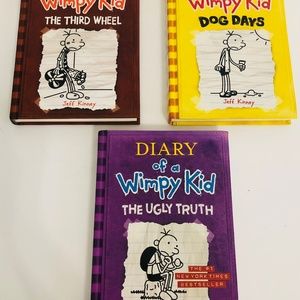 Wimpy Kid
THE THIRD WHEEL
Jeff Kinney
Wimpy Kid
DOG DAYS
Jeff Kinney
DIARY
of a
Wimpy Kid
THE UGLY TRUTH
THE #1
NEW YORK TIMES
BESTSELLER